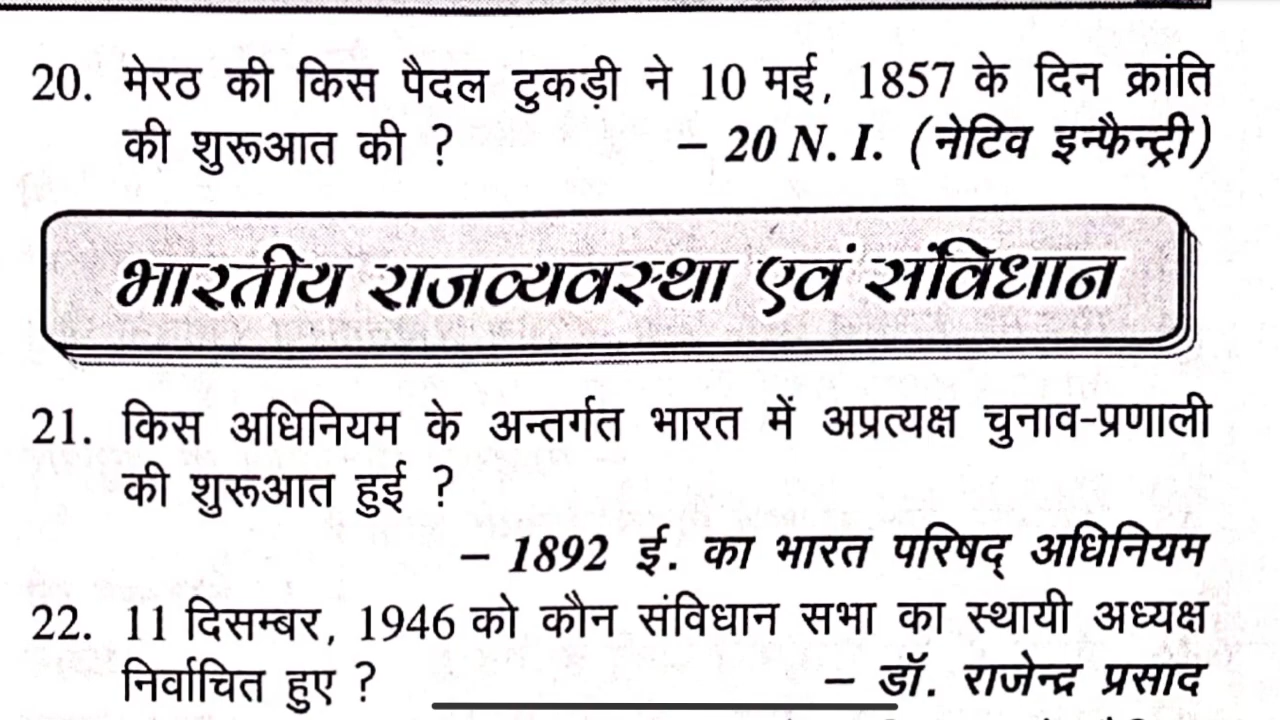 20. मेरठ की किस पैदल टुकड़ी ने 10 मई, 1857 के दिन क्रांति
की शुरूआत की ? – 20 N. I. (नेटिव इन्फैन्ट्री)
भारतीय राजव्यवस्था एवं संविधान
21. किस अधिनियम के अन्तर्गत भारत में अप्रत्यक्ष चुनाव-प्रणाली
की शुरूआत हुई ?
– 1892 ई. का भारत परिषद् अधिनियम
22. 11 दिसम्बर, 1946 को कौन संविधान सभा का स्थायी अध्यक्ष
निर्वाचित हुए ? – डॉ. राजेन्द्र प्रसाद